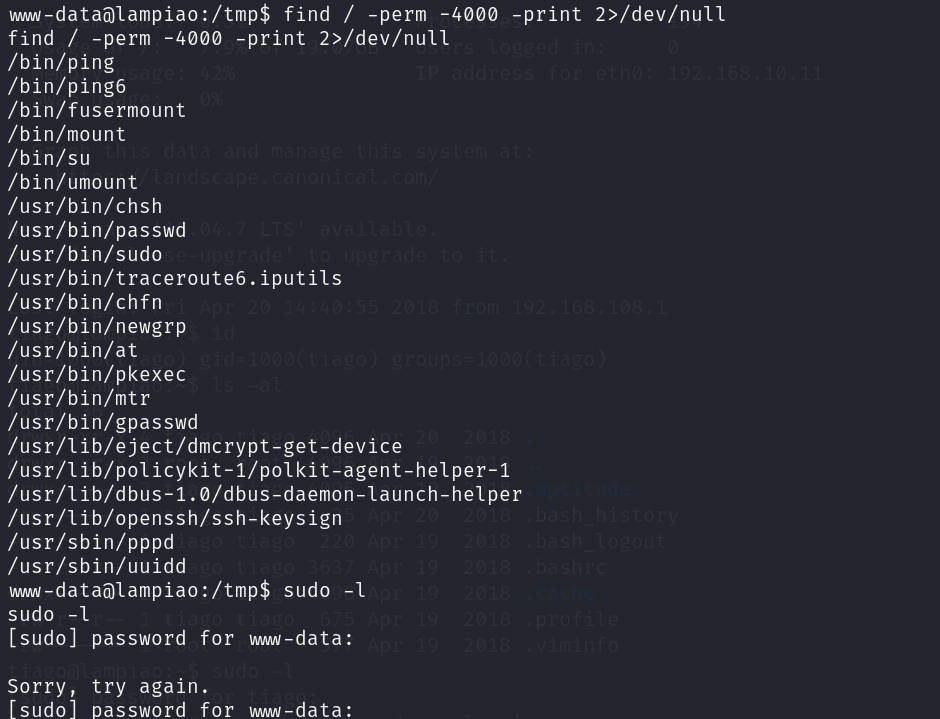 www-data@lampiao:/tmp$ find / -perm -4000 -print 2>/dev/null
find / -perm -4000 -print 2>/dev/null
/bin/ping
/bin/ping6
/bin/fusermount
/bin/mount
/bin/su
/bin/umount
/usr/bin/chsh
/usr/bin/passwd
/usr/bin/sudo
/usr/bin/traceroute6.iputils
/usr/bin/chfn
/usr/bin/newgrp
/usr/bin/at
/usr/bin/pkexec
/usr/bin/mtr
/usr/bin/gpasswd
/usr/lib/eject/dmcrypt-get-device
/usr/lib/policykit-1/polkit-agent-helper-1
/usr/lib/dbus-1.0/dbus-daemon-launch-helper
/usr/lib/openssh/ssh-keysign
/usr/sbin/pppd
/usr/sbin/uuidd
www-data@lampiao:/tmp$ sudo -l
sudo -l
[sudo] password for www-data:
Sorry, try again.
[sudo] password for www-data: